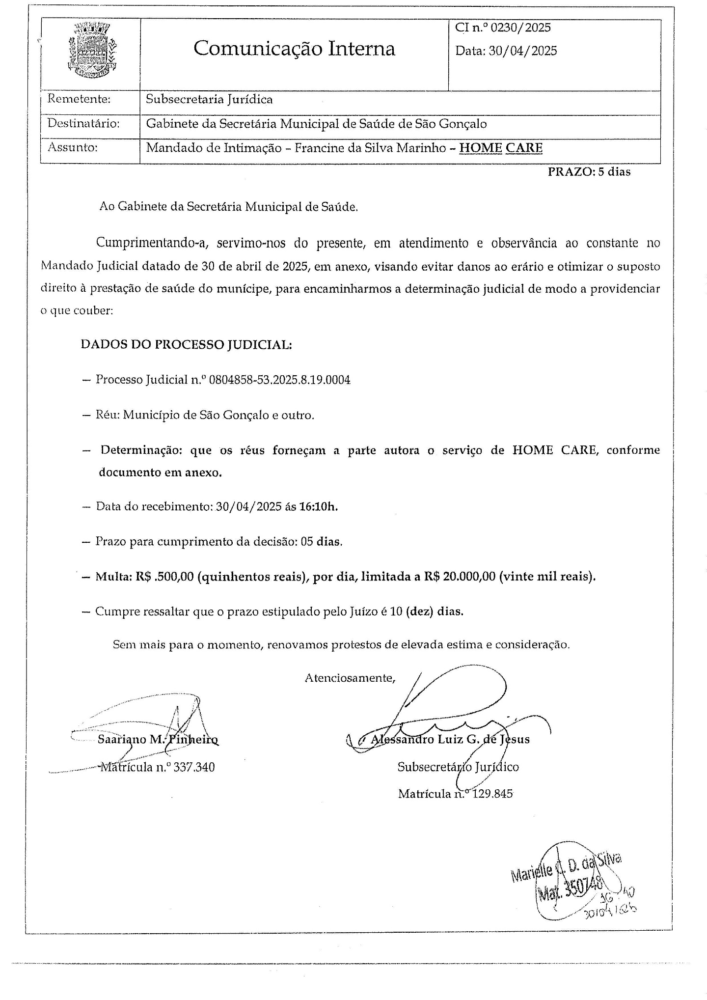 Comunicação Interna
CI n.º 0230/2025
Data: 30/04/2025
Remetente: Subsecretaria Jurídica
Destinatário: Gabinete da Secretária Municipal de Saúde de São Gonçalo
Assunto: Mandado de Intimação – Francine da Silva Marinho – HOME CARE
PRAZO: 5 dias
Ao Gabinete da Secretária Municipal de Saúde.
Cumprimentando-a, servimo-nos do presente, em atendimento e observância ao constante no
Mandado Judicial datado de 30 de abril de 2025, em anexo, visando evitar danos ao erário e otimizar o suposto
direito à prestação de saúde do munícipe, para encaminharmos a determinação judicial de modo a providenciar
o que couber:
DADOS DO PROCESSO JUDICIAL:
– Processo Judicial n.º 0804858-53.2025.8.19.0004
– Réu: Município de São Gonçalo e outro.
– Determinação: que os réus forneçam a parte autora o serviço de HOME CARE, conforme
documento em anexo.
– Data do recebimento: 30/04/2025 ás 16:10h.
– Prazo para cumprimento da decisão: 05 dias.
– Multa: R$ .500,00 (quinhentos reais), por dia, limitada a R$ 20.000,00 (vinte mil reais).
– Cumpre ressaltar que o prazo estipulado pelo Juízo é 10 (dez) dias.
Sem mais para o momento, renovamos protestos de elevada estima e consideração.
Atenciosamente,
Saariano M. Pinheiro
Matrícula n.º 337.340
Alessandro Luiz G. de Jesus
Subsecretário Jurídico
Matrícula n.º 129.845
Marielle C. D. da Silva
Mat. 350748
16:40